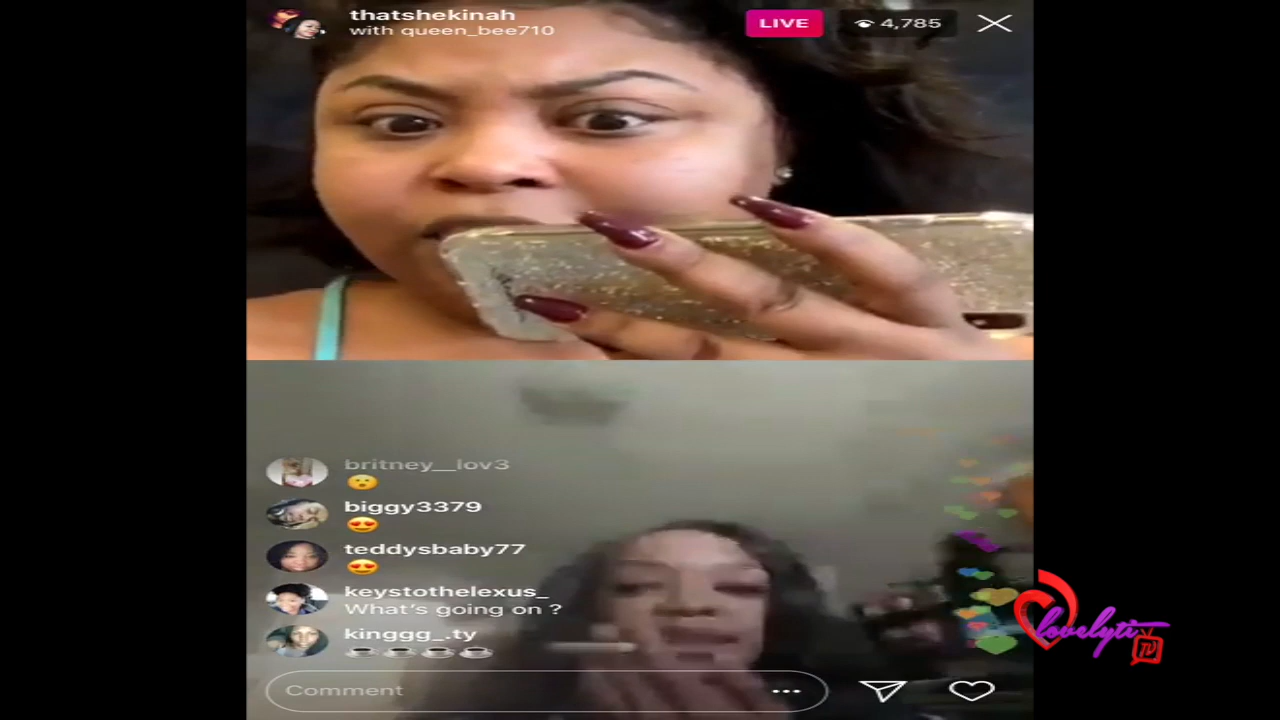 thatshekinah
with queen_bee710
LIVE
4,785
britney__lov3
biggy3379
teddysbaby77
keystothelexus_
What's going on ?
kinggg_.ty
Comment
lovelyti
TV